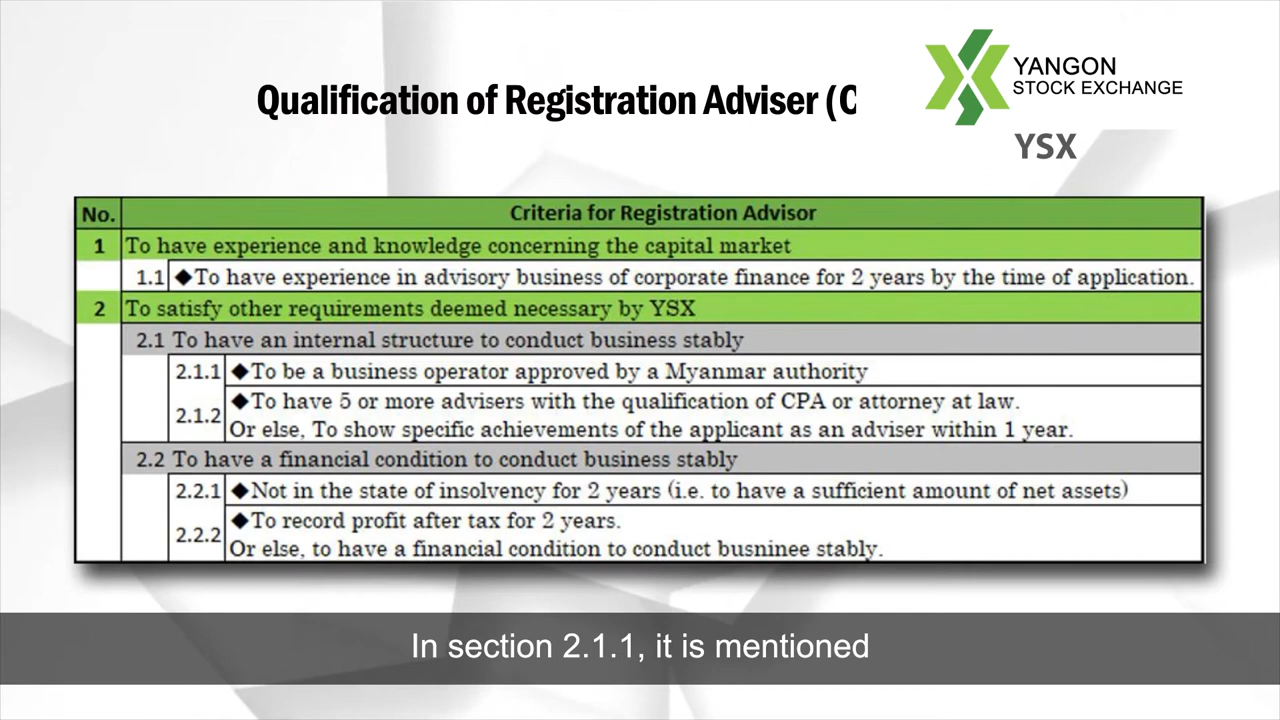 Qualification of Registration Adviser (
YANGON
STOCK EXCHANGE
YSX
No. Criteria for Registration Advisor
1 To have experience and knowledge concerning the capital market
1.1 ◆To have experience in advisory business of corporate finance for 2 years by the time of application.
2 To satisfy other requirements deemed necessary by YSX
2.1 To have an internal structure to conduct business stably
2.1.1 ◆To be a business operator approved by a Myanmar authority
2.1.2 ◆To have 5 or more advisers with the qualification of CPA or attorney at law.
Or else, To show specific achievements of the applicant as an adviser within 1 year.
2.2 To have a financial condition to conduct business stably
2.2.1 ◆Not in the state of insolvency for 2 years (i.e. to have a sufficient amount of net assets)
2.2.2 ◆To record profit after tax for 2 years.
Or else, to have a financial condition to conduct busninee stably.
In section 2.1.1, it is mentioned